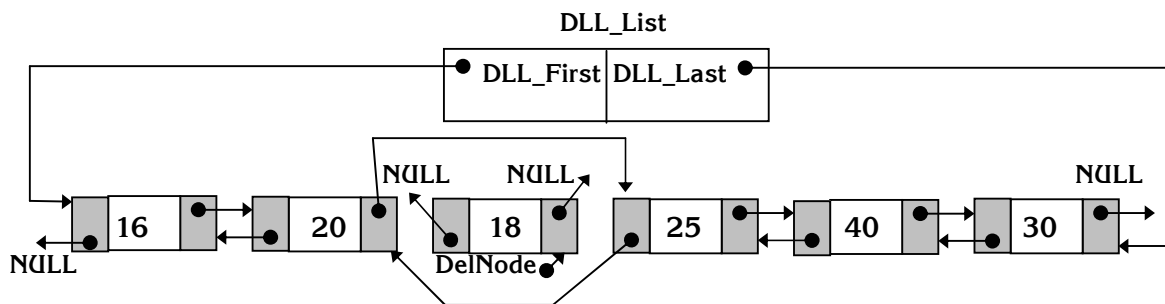 DLL_List
DLL_First DLL_Last
NULL NULL NULL
16 20 18 25 40 30
NULL DelNode